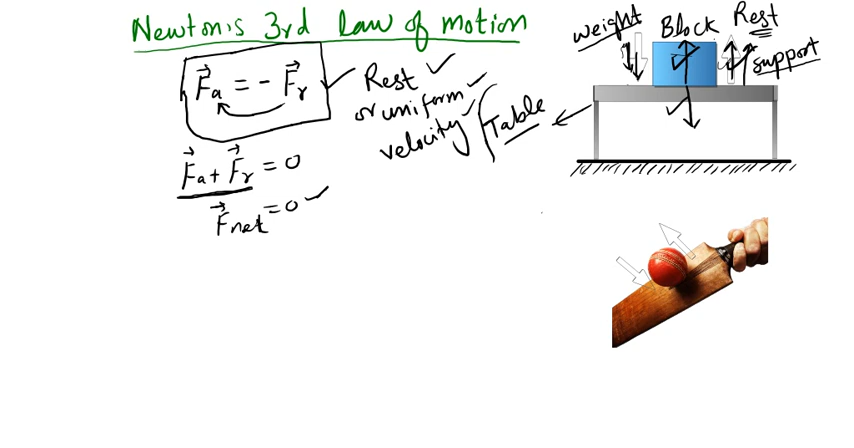 Newton's 3rd law of motion
F⃗a = - F⃗r
Rest
or uniform
velocity
F⃗a + F⃗r = 0
F⃗net = 0
weight
Block
Rest
support
Table